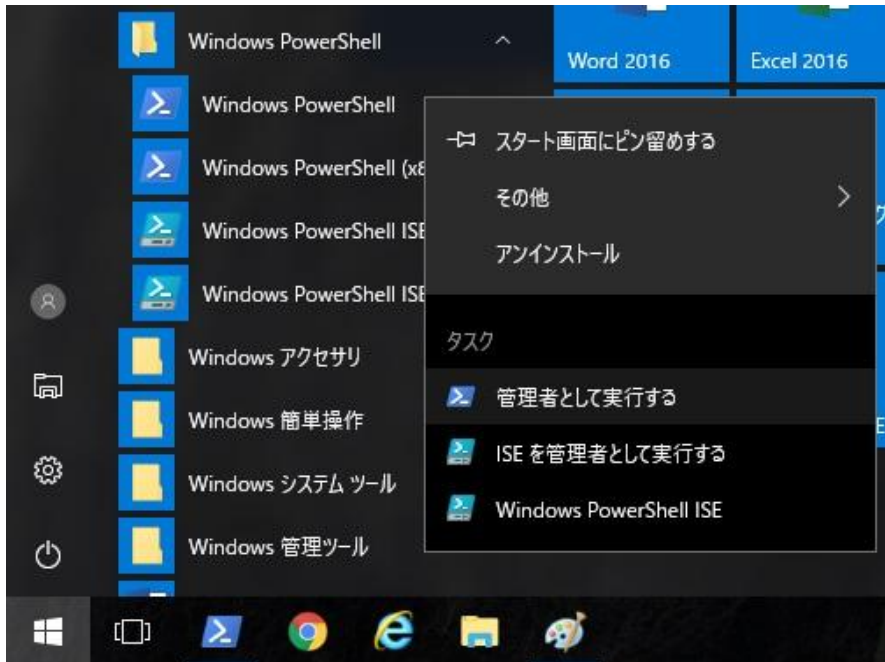 Windows PowerShell
Word 2016
Excel 2016
Windows PowerShell
Windows PowerShell (x8
Windows PowerShell ISE
Windows PowerShell ISE
Windows アクセサリ
Windows 簡単操作
Windows システム ツール
Windows 管理ツール
スタート画面にピン留めする
その他
アンインストール
タスク
管理者として実行する
ISE を管理者として実行する
Windows PowerShell ISE